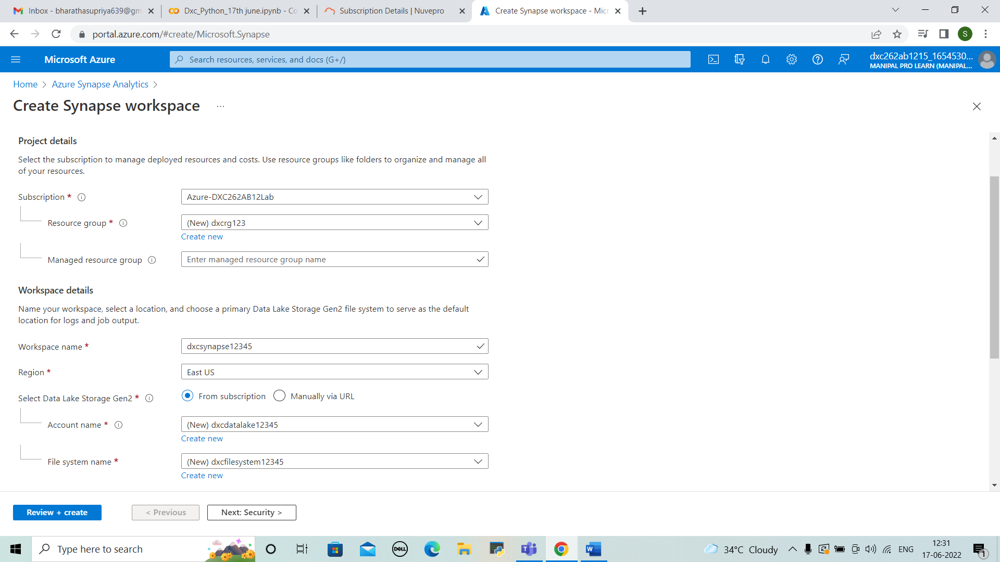 Inbox - bharathasupriya639@gm
Dxc_Python_17th june.ipynb - Co
Subscription Details | Nuvepro
Create Synapse workspace - Micr
portal.azure.com/#create/Microsoft.Synapse
S
Microsoft Azure
Search resources, services, and docs (G+/)
dxc262ab1215_1654530...
MANIPAL PRO LEARN (MANIPAL...
Home > Azure Synapse Analytics >
Create Synapse workspace ...
Project details
Select the subscription to manage deployed resources and costs. Use resource groups like folders to organize and manage all
of your resources.
Subscription *
Azure-DXC262AB12Lab
Resource group *
(New) dxcrg123
Create new
Managed resource group
Enter managed resource group name
Workspace details
Name your workspace, select a location, and choose a primary Data Lake Storage Gen2 file system to serve as the default
location for logs and job output.
Workspace name *
dxcsynapse12345
Region *
East US
Select Data Lake Storage Gen2 *
From subscription
Manually via URL
Account name *
(New) dxcdatalake12345
Create new
File system name *
(New) dxcfilesystem12345
Create new
Review + create
< Previous
Next: Security >
Type here to search
DELL
34°C Cloudy
ENG
12:31
17-06-2022
1